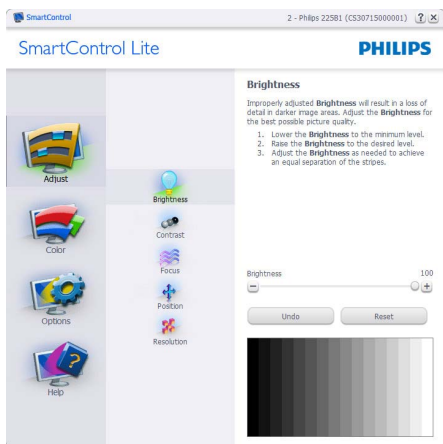 SmartControl
2 - Philips 225B1 (CS30715000001)
? ×
SmartControl Lite
PHILIPS
Adjust
Color
Options
Help
Brightness
Contrast
Focus
Position
Resolution
Brightness
Improperly adjusted Brightness will result in a loss of
detail in darker image areas. Adjust the Brightness for
the best possible picture quality.
1. Lower the Brightness to the minimum level.
2. Raise the Brightness to the desired level.
3. Adjust the Brightness as needed to achieve
an equal separation of the stripes.
Brightness 100
Undo
Reset